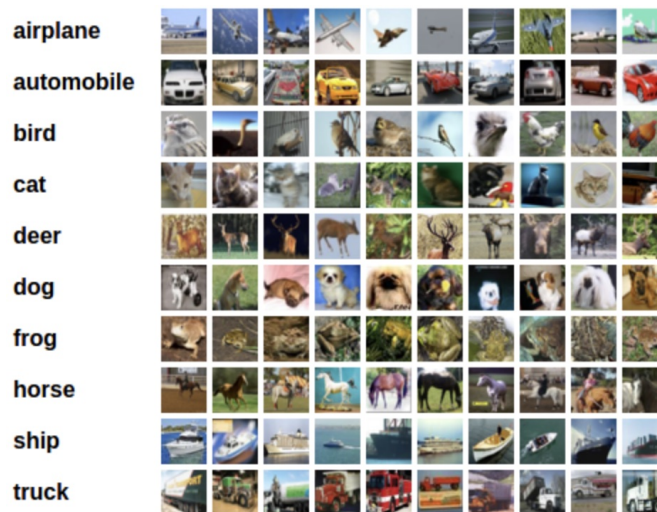 airplane
automobile
bird
cat
deer
dog
frog
horse
ship
truck